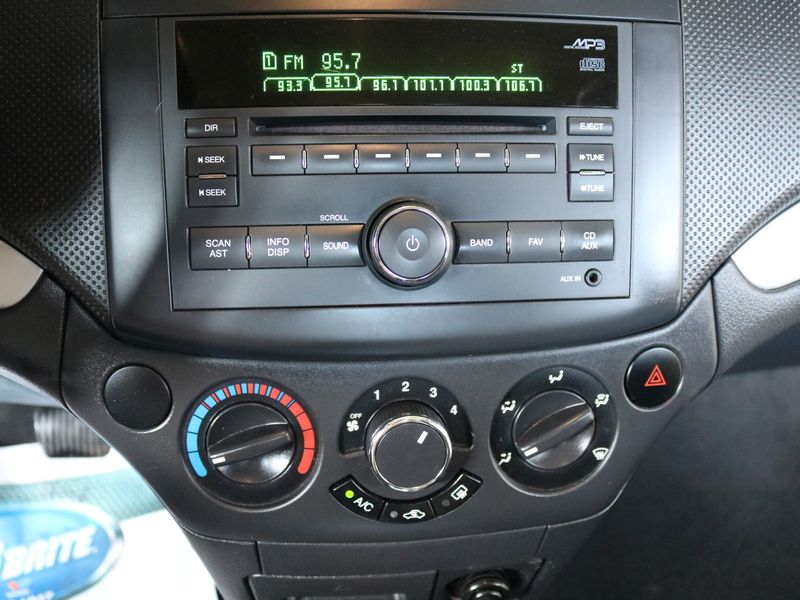 MP3
1 FM 95.7
ST
disc
93.3 95.7 96.1 101.1 100.3 106.7
DIR
EJECT
SEEK
TUNE
SEEK
TUNE
SCROLL
SCAN AST
INFO DISP
SOUND
BAND
FAV
CD AUX
AUX IN
OFF 1 2 3 4
A/C
BRITE